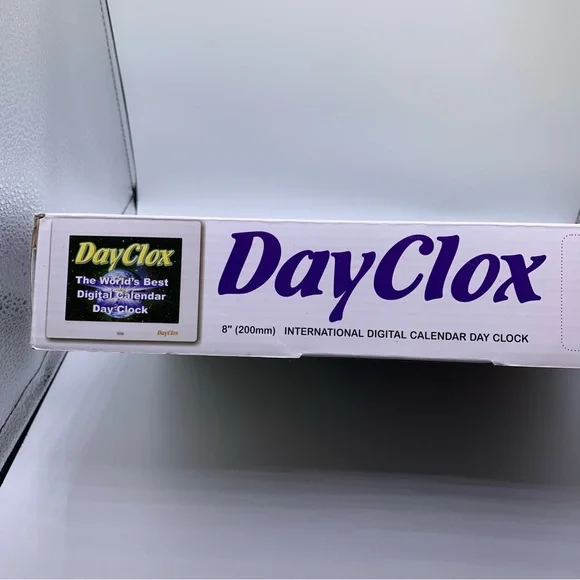 DayClox
The World's Best
Digital Calendar
Day Clock
DayClox
DayClox
8" (200mm) INTERNATIONAL DIGITAL CALENDAR DAY CLOCK